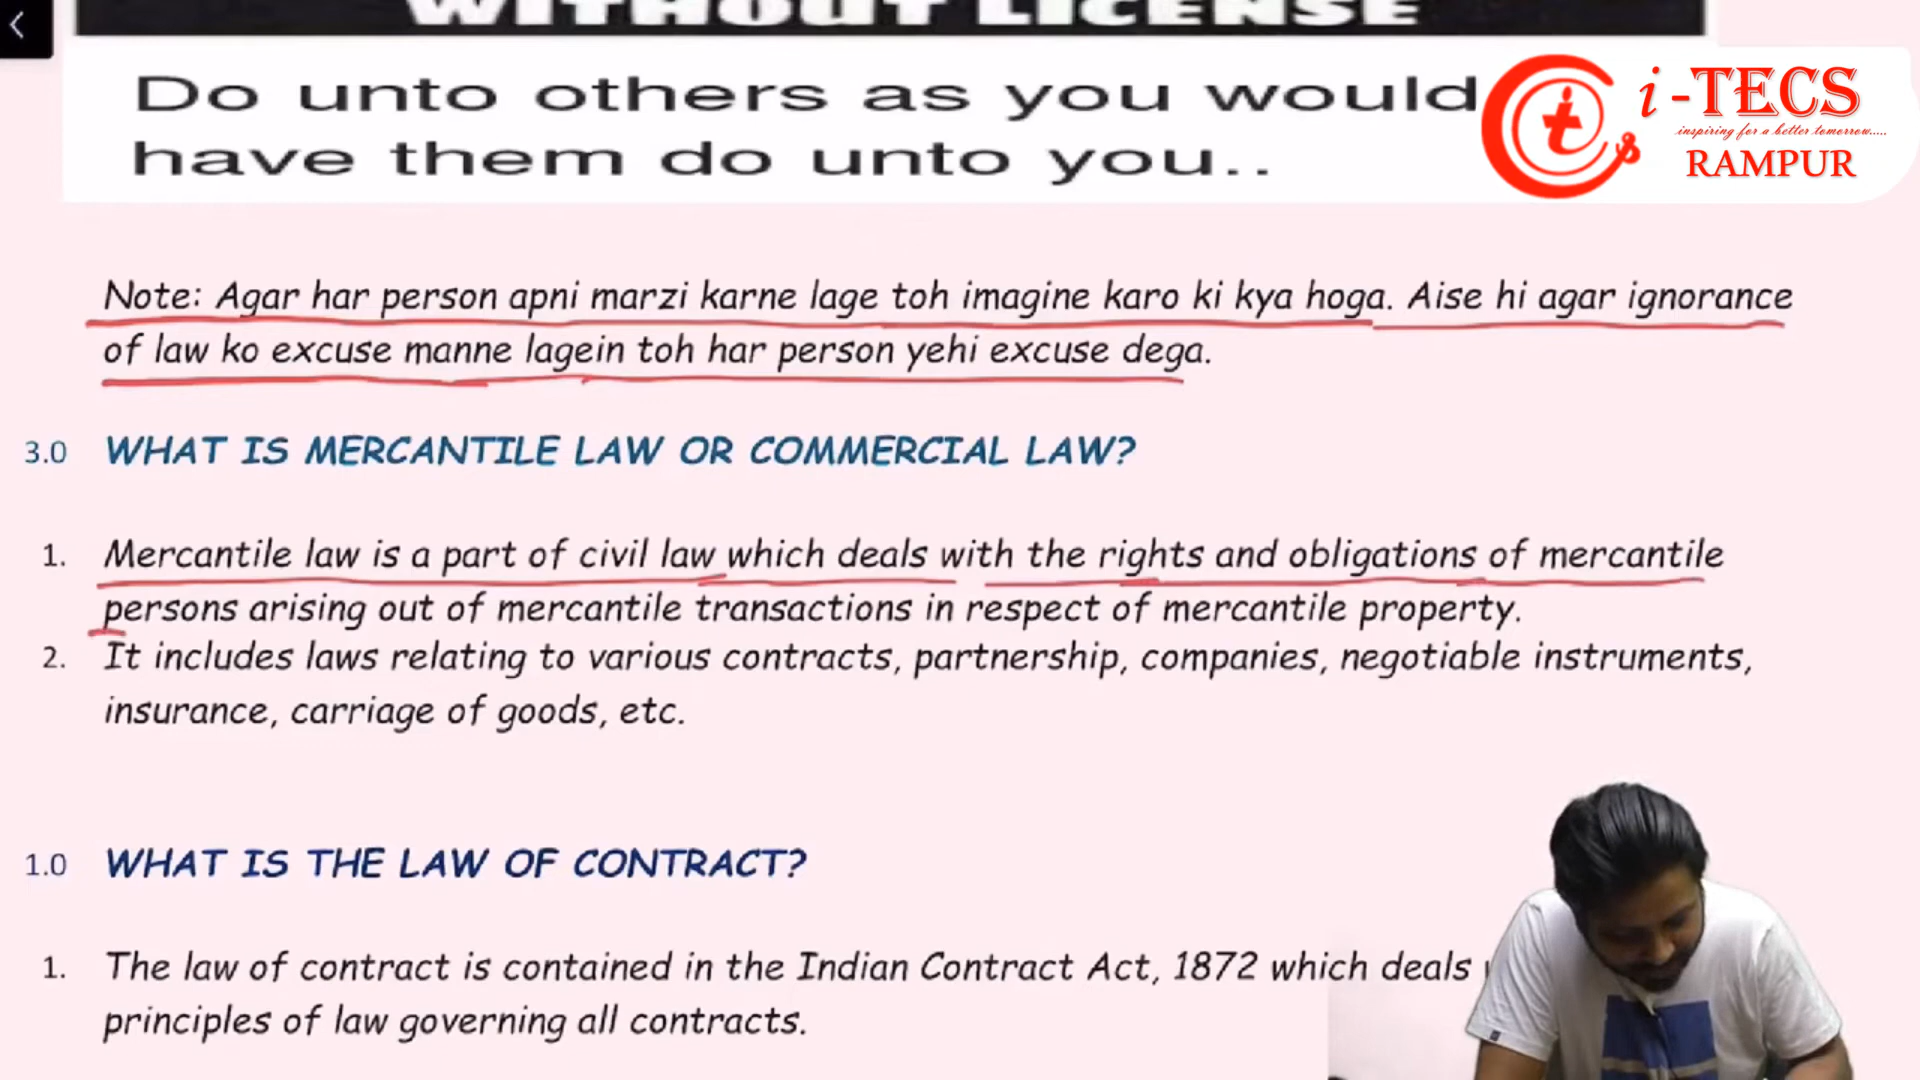 WITHOUT LICENSE
Do unto others as you would
have them do unto you..
i-TECS
inspiring for a better tomorrow.....
RAMPUR
Note: Agar har person apni marzi karne lage toh imagine karo ki kya hoga. Aise hi agar ignorance
of law ko excuse manne lagein toh har person yehi excuse dega.
3.0 WHAT IS MERCANTILE LAW OR COMMERCIAL LAW?
1. Mercantile law is a part of civil law which deals with the rights and obligations of mercantile
persons arising out of mercantile transactions in respect of mercantile property.
2. It includes laws relating to various contracts, partnership, companies, negotiable instruments,
insurance, carriage of goods, etc.
1.0 WHAT IS THE LAW OF CONTRACT?
1. The law of contract is contained in the Indian Contract Act, 1872 which deals
principles of law governing all contracts.